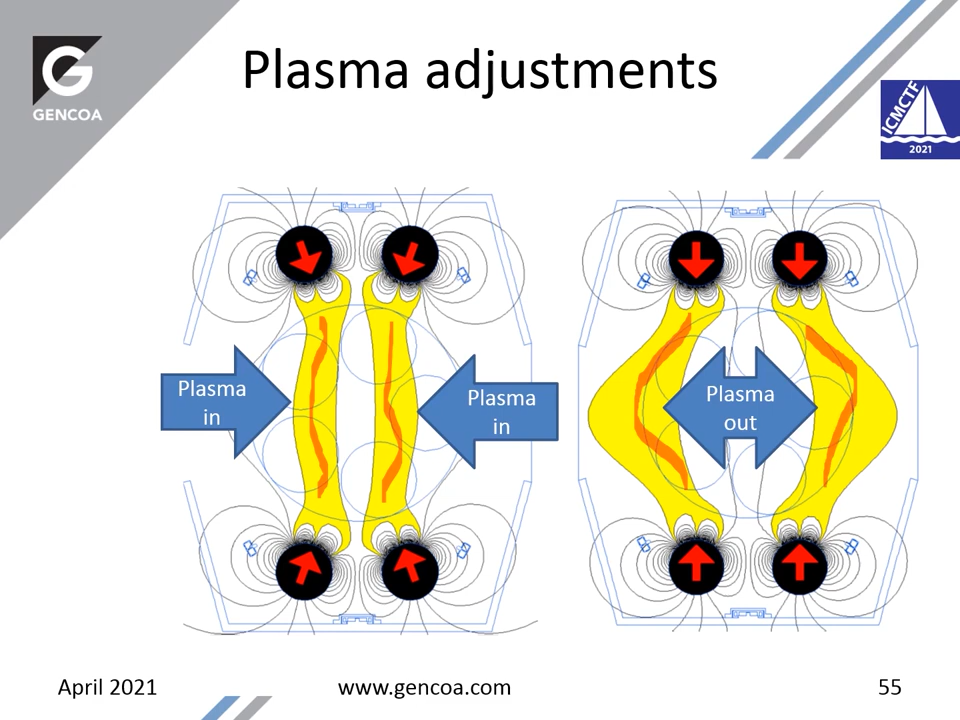 Plasma adjustments
G
GENCOA
ICMCTF
2021
Plasma
in
Plasma
in
Plasma
out
April 2021
www.gencoa.com
55